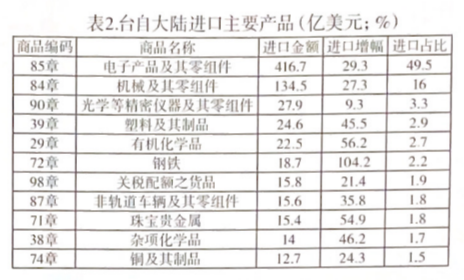 表2.台自大陆进口主要产品(亿美元;%)
商品编码 商品名称 进口金额 进口增幅 进口占比
85章 电子产品及其零组件 416.7 29.3 49.5
84章 机械及其零组件 134.5 27.3 16
90章 光学等精密仪器及其零组件 27.9 9.3 3.3
39章 塑料及其制品 24.6 45.5 2.9
29章 有机化学品 22.5 56.2 2.7
72章 钢铁 18.7 104.2 2.2
98章 关税配额之货品 15.8 21.4 1.9
87章 非轨道车辆及其零组件 15.6 35.8 1.8
71章 珠宝贵金属 15.4 54.9 1.8
38章 杂项化学品 14 46.2 1.7
74章 铜及其制品 12.7 24.3 1.5